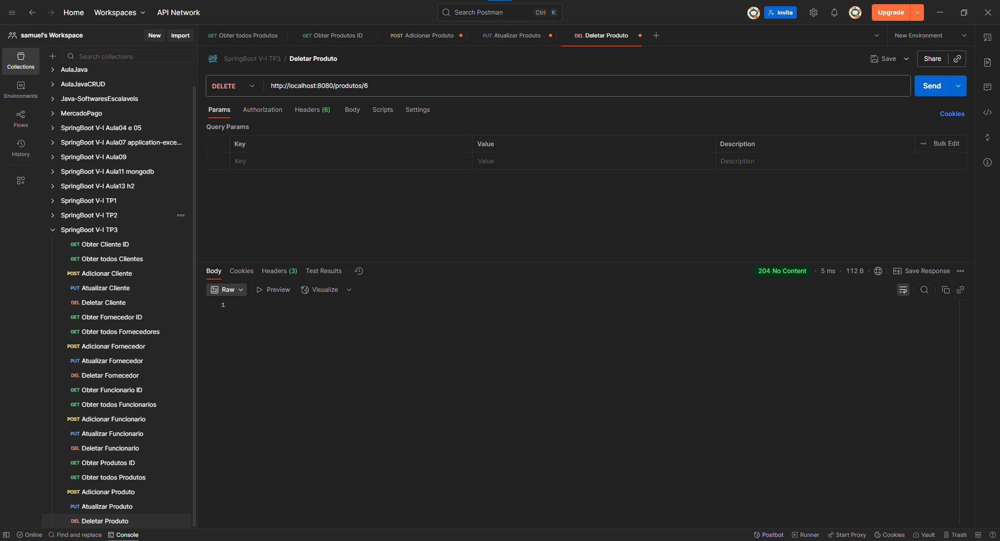 Home Workspaces API Network Search Postman Ctrl K Invite Upgrade
samuel's Workspace New Import
GET Obter todos Produtos GET Obter Produtos ID POST Adicionar Produto PUT Atualizar Produto DEL Deletar Produto New Environment
Collections
Environments
Flows
History
Search collections
AulaJava
AulaJavaCRUD
Java-SoftwaresEscalaveis
MercadoPago
SpringBoot V-I Aula04 e 05
SpringBoot V-I Aula07 application-exce...
SpringBoot V-I Aula09
SpringBoot V-I Aula11 mongodb
SpringBoot V-I Aula13 h2
SpringBoot V-I TP1
SpringBoot V-I TP2
SpringBoot V-I TP3
GET Obter Cliente ID
GET Obter todos Clientes
POST Adicionar Cliente
PUT Atualizar Cliente
DEL Deletar Cliente
GET Obter Fornecedor ID
GET Obter todos Fornecedores
POST Adicionar Fornecedor
PUT Atualizar Fornecedor
DEL Deletar Fornecedor
GET Obter Funcionario ID
GET Obter todos Funcionarios
POST Adicionar Funcionario
PUT Atualizar Funcionario
DEL Deletar Funcionario
GET Obter Produtos ID
GET Obter todos Produtos
POST Adicionar Produto
PUT Atualizar Produto
DEL Deletar Produto
HTTP SpringBoot V-I TP3 / Deletar Produto Save Share
DELETE http://localhost:8080/produtos/6 Send
Params Authorization Headers (6) Body Scripts Settings Cookies
Query Params
Key Value Description Bulk Edit
Key Value Description
Body Cookies Headers (3) Test Results 204 No Content 5 ms 112 B e.g. Save Response
Raw Preview Visualize
1
Online Find and replace Console Postbot Runner Start Proxy Cookies Vault Trash